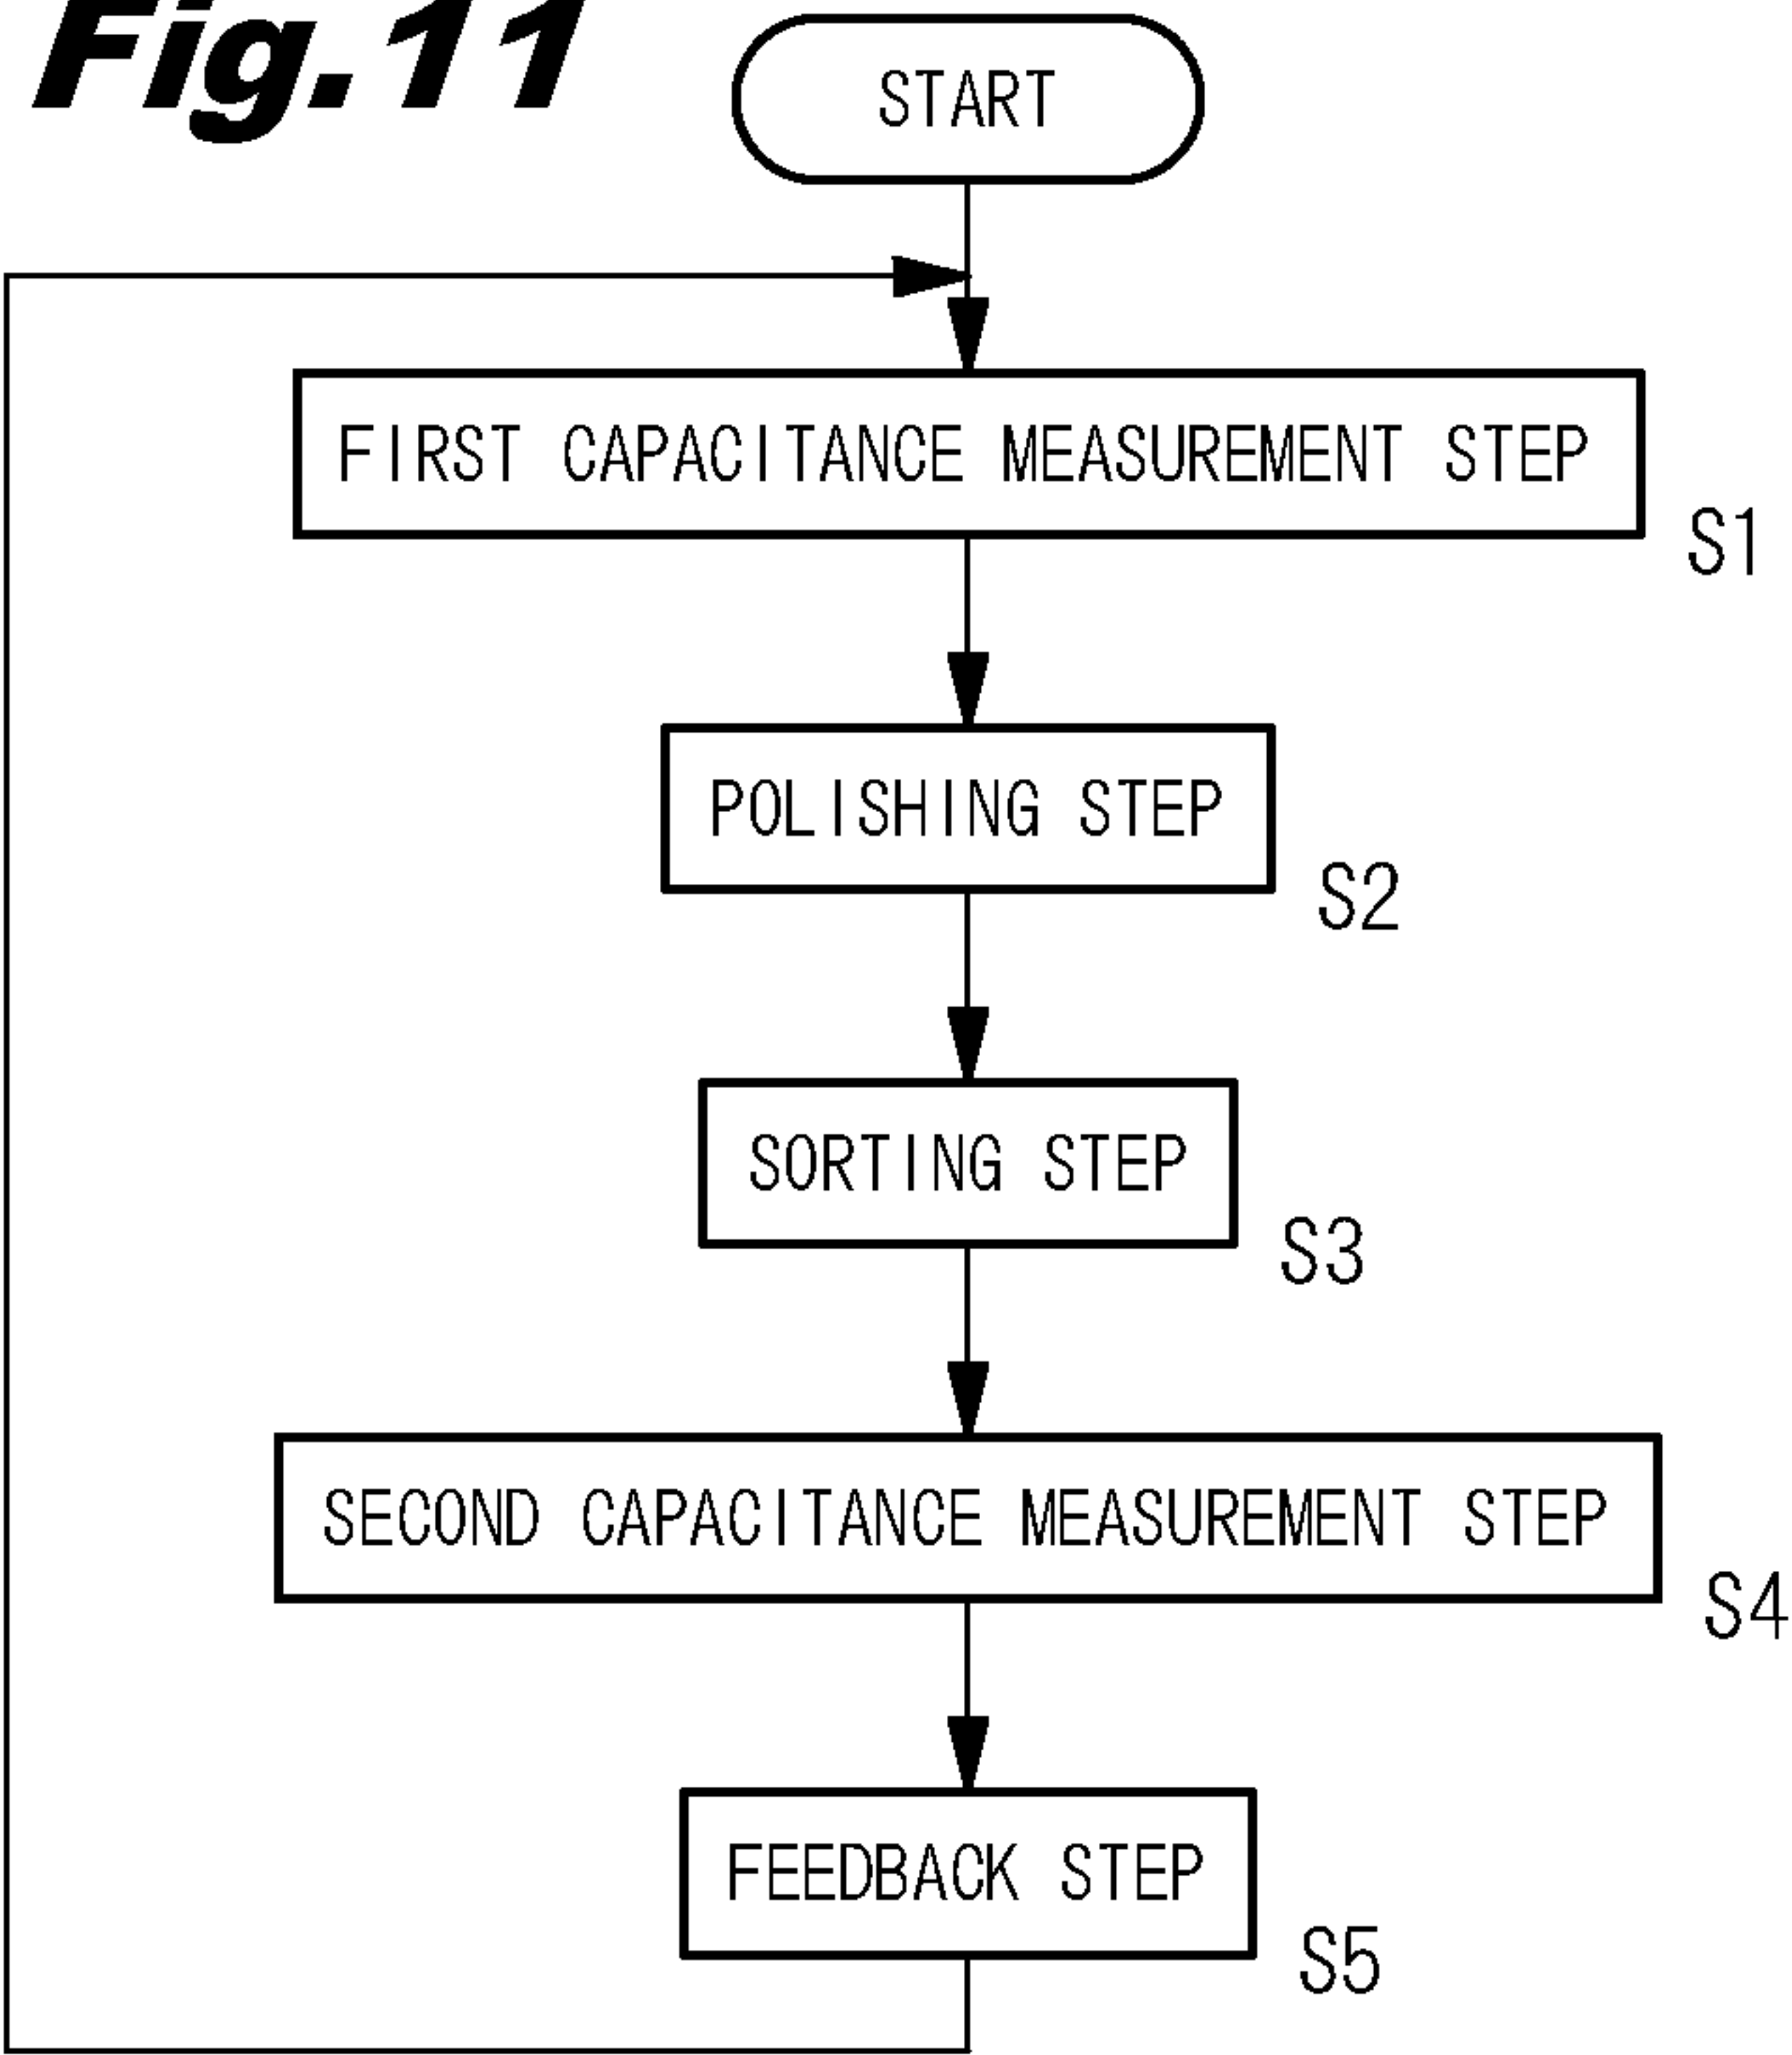 Fig.11
START
FIRST CAPACITANCE MEASUREMENT STEP
S1
POLISHING STEP
S2
SORTING STEP
S3
SECOND CAPACITANCE MEASUREMENT STEP
S4
FEEDBACK STEP
S5